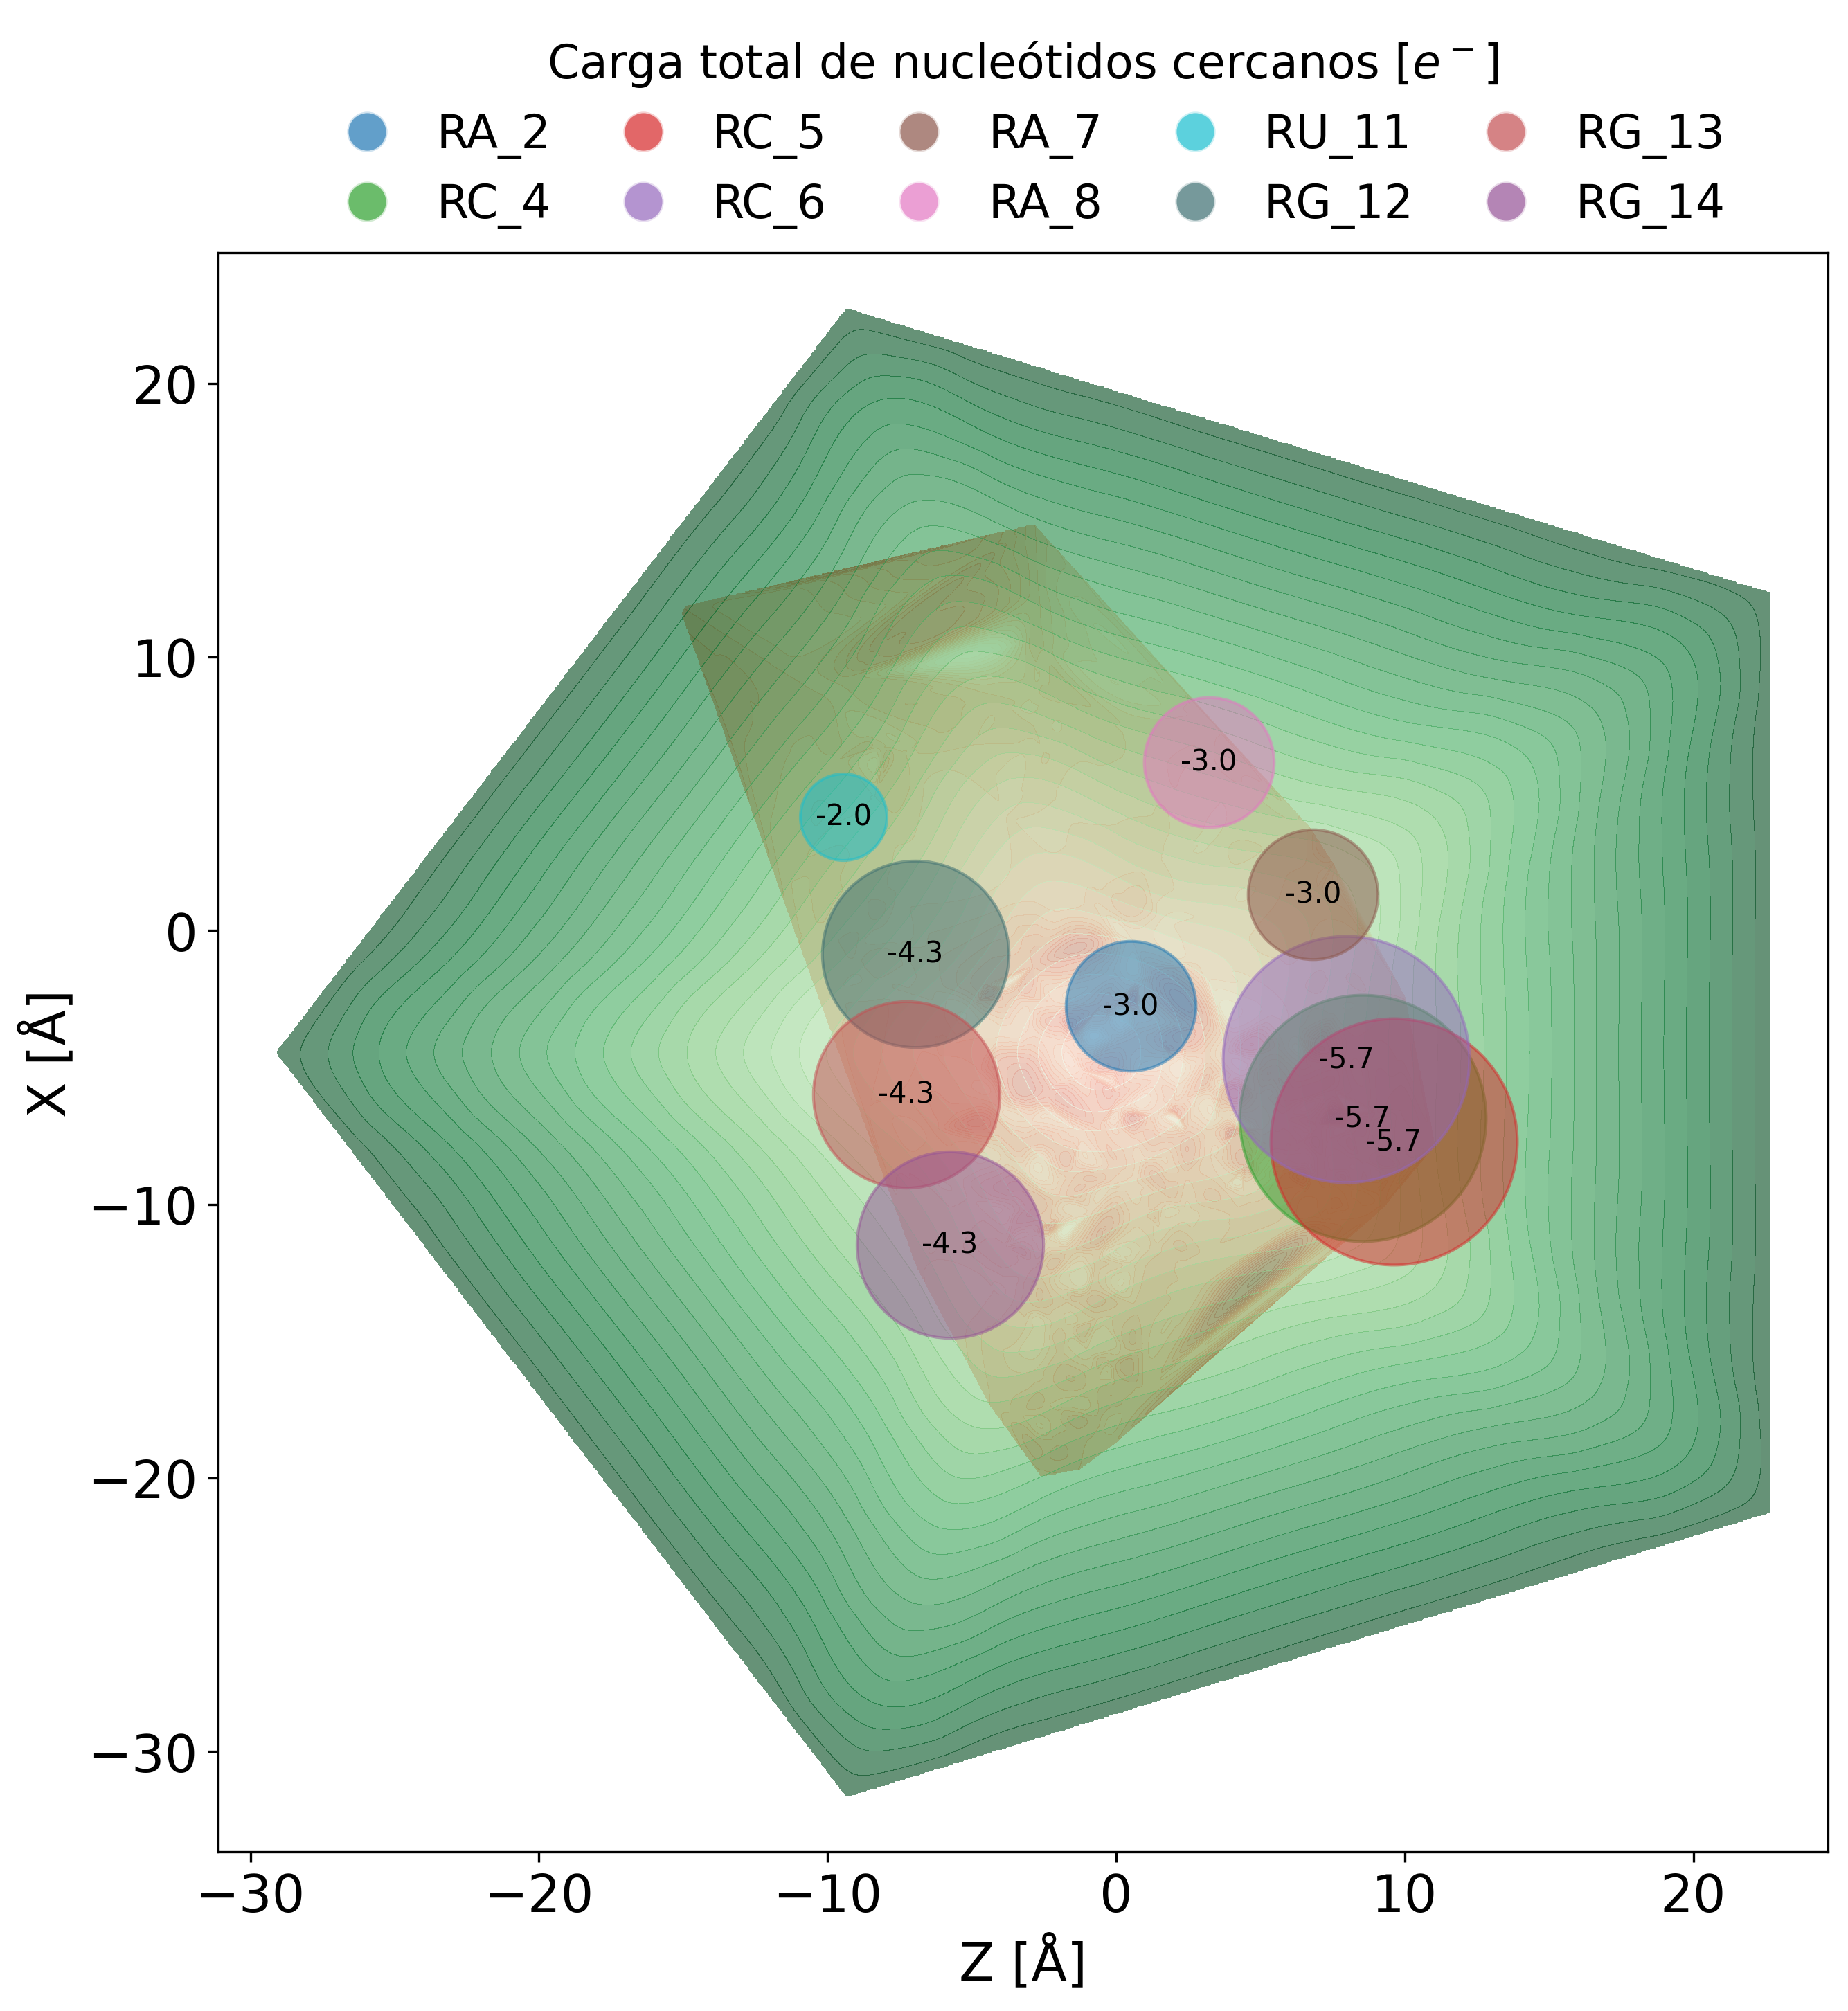 Carga total de nucleótidos cercanos [e⁻]
RA_2 RC_5 RA_7 RU_11 RG_13
RC_4 RC_6 RA_8 RG_12 RG_14
20
10
0
−10
−20
−30
X [Å]
-3.0
-2.0
-3.0
-4.3
-3.0
-5.7
-4.3
-5.7
-5.7
-4.3
−30 −20 −10 0 10 20
Z [Å]